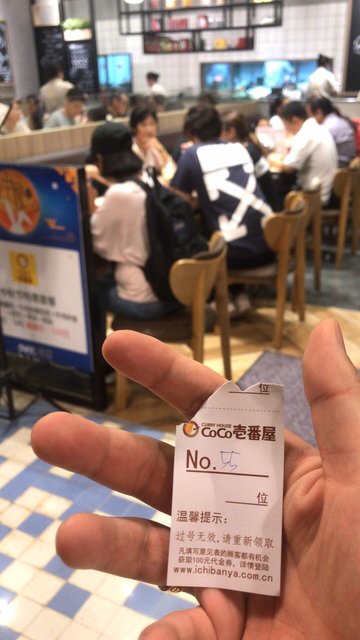 位
CURRY HOUSE
CoCo壱番屋
No. 55
位
温馨提示:
过号无效,请重新领取
凡填写意见表的顾客都有机会
获取100元代金券,详情登陆
www.ichibanya.com.cn